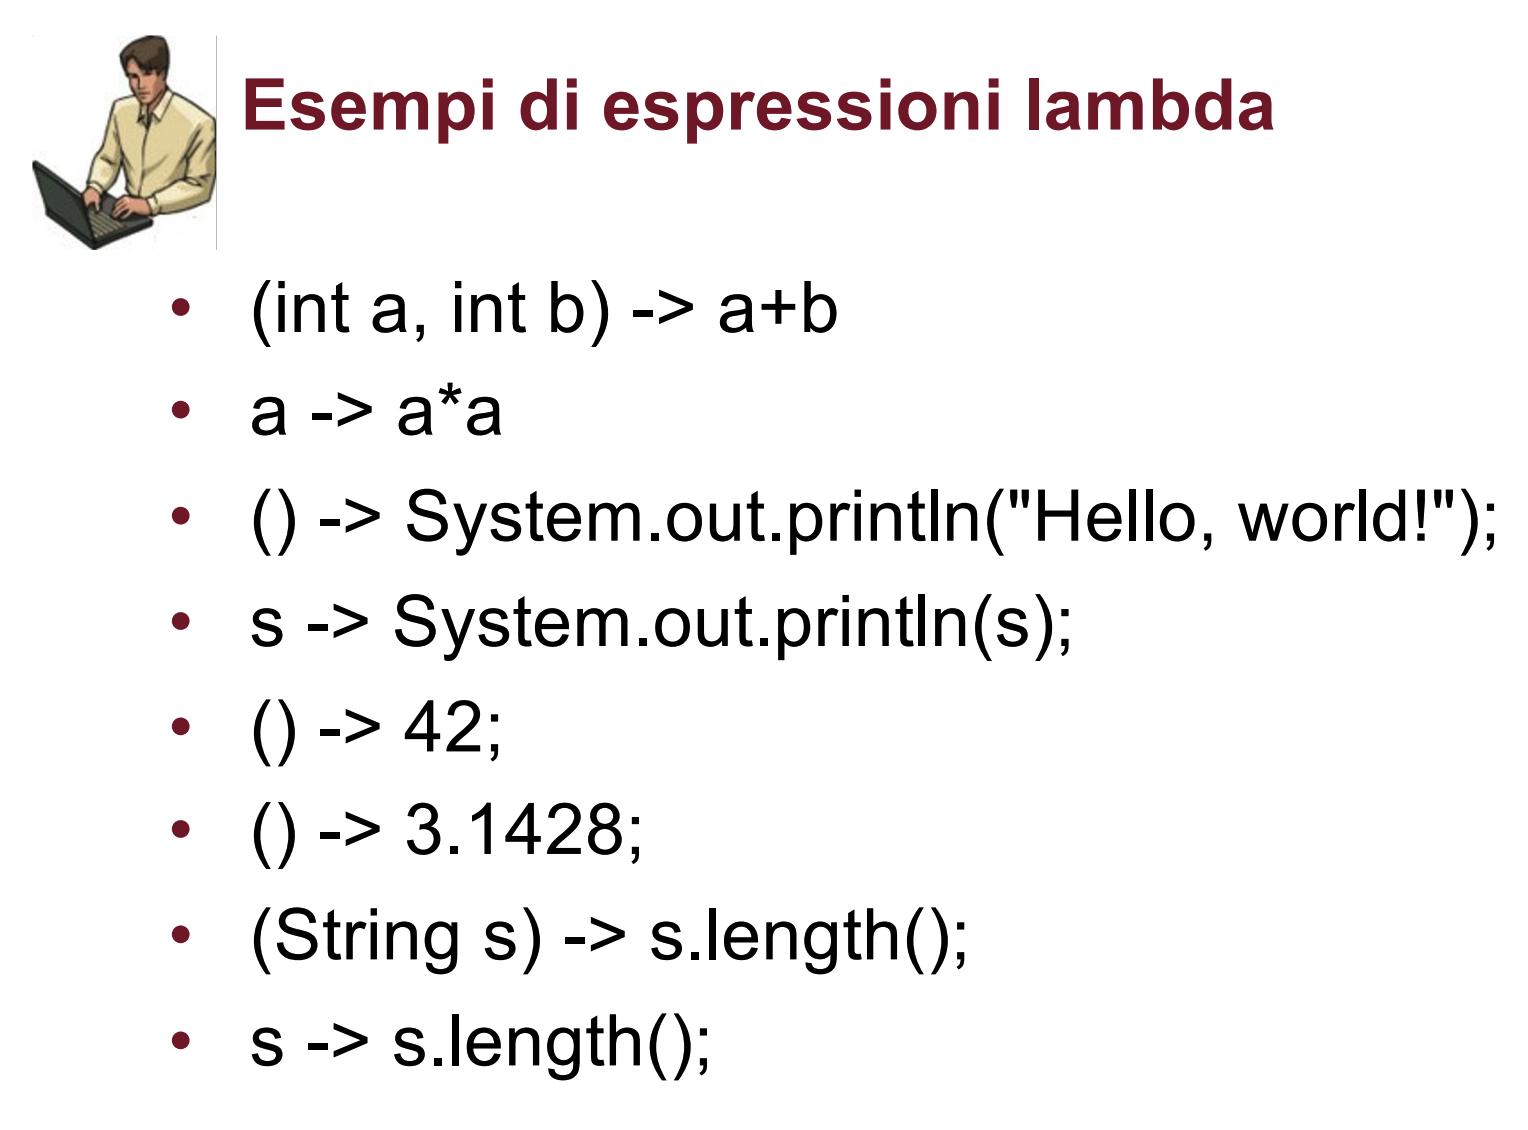 Esempi di espressioni lambda
• (int a, int b) -> a+b
• a -> a*a
• () -> System.out.println("Hello, world!");
• s -> System.out.println(s);
• () -> 42;
• () -> 3.1428;
• (String s) -> s.length();
• s -> s.length();